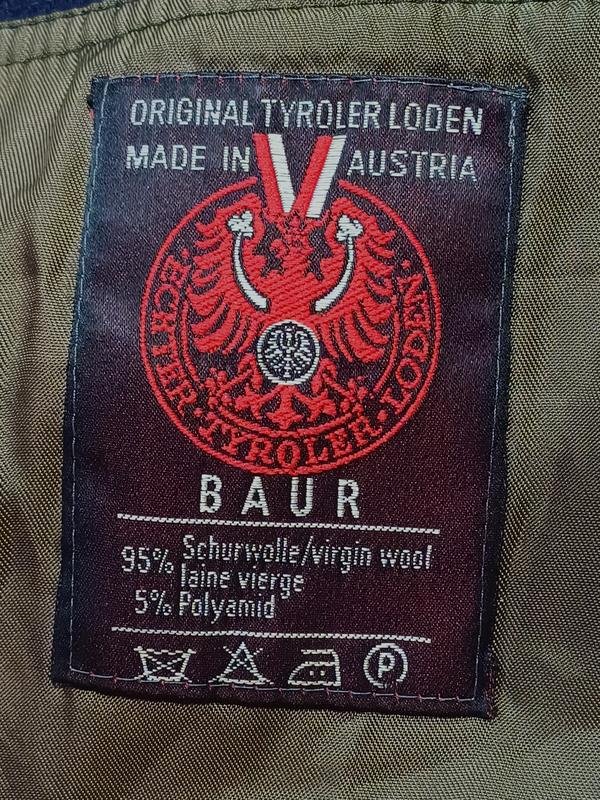 ORIGINAL TYROLER LODEN
MADE IN AUSTRIA
ECHTER · TYROLER · LODEN
BAUR
95% Schurwolle/virgin wool
laine vierge
5% Polyamid
P